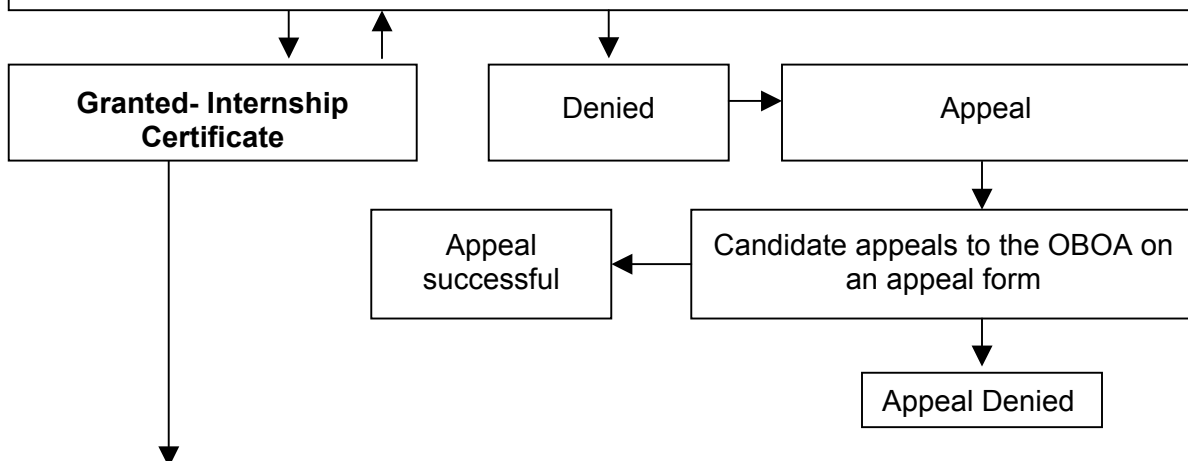 Granted- Internship
Certificate
Denied
Appeal
Appeal
successful
Candidate appeals to the OBOA on
an appeal form
Appeal Denied